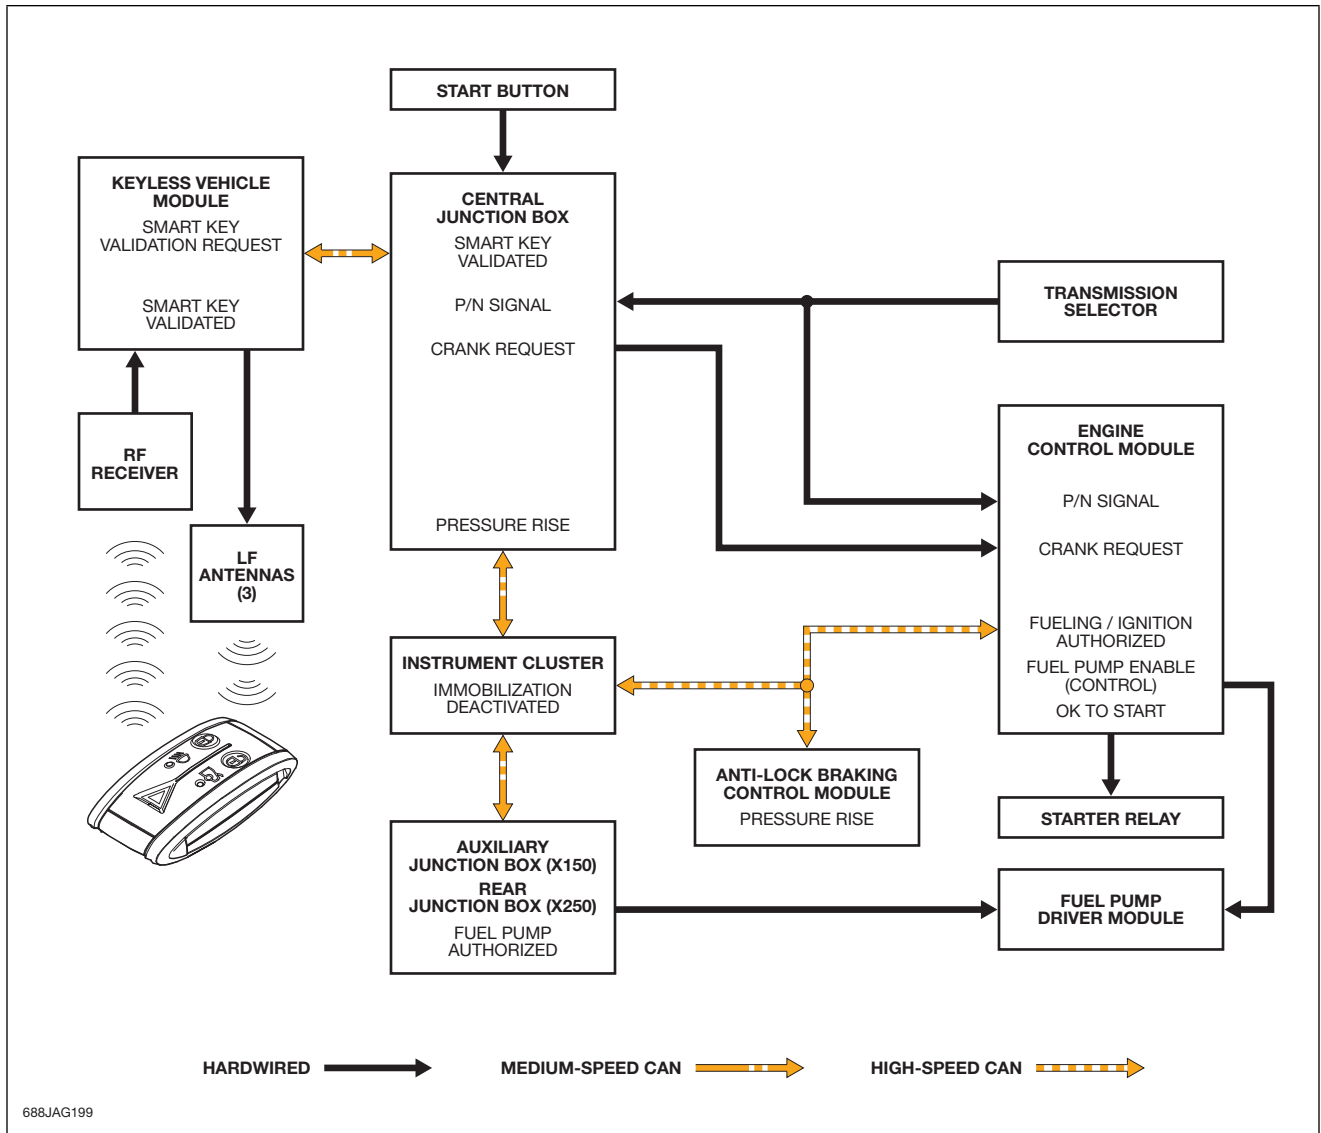 START BUTTON
KEYLESS VEHICLE
MODULE
SMART KEY
VALIDATION REQUEST
SMART KEY
VALIDATED
CENTRAL
JUNCTION BOX
SMART KEY
VALIDATED
P/N SIGNAL
CRANK REQUEST
PRESSURE RISE
TRANSMISSION
SELECTOR
RF
RECEIVER
LF
ANTENNAS
(3)
ENGINE
CONTROL MODULE
P/N SIGNAL
CRANK REQUEST
FUELING / IGNITION
AUTHORIZED
FUEL PUMP ENABLE
(CONTROL)
OK TO START
INSTRUMENT CLUSTER
IMMOBILIZATION
DEACTIVATED
ANTI-LOCK BRAKING
CONTROL MODULE
PRESSURE RISE
STARTER RELAY
AUXILIARY
JUNCTION BOX (X150)
REAR
JUNCTION BOX (X250)
FUEL PUMP
AUTHORIZED
FUEL PUMP
DRIVER MODULE
HARDWIRED
MEDIUM-SPEED CAN
HIGH-SPEED CAN
688JAG199